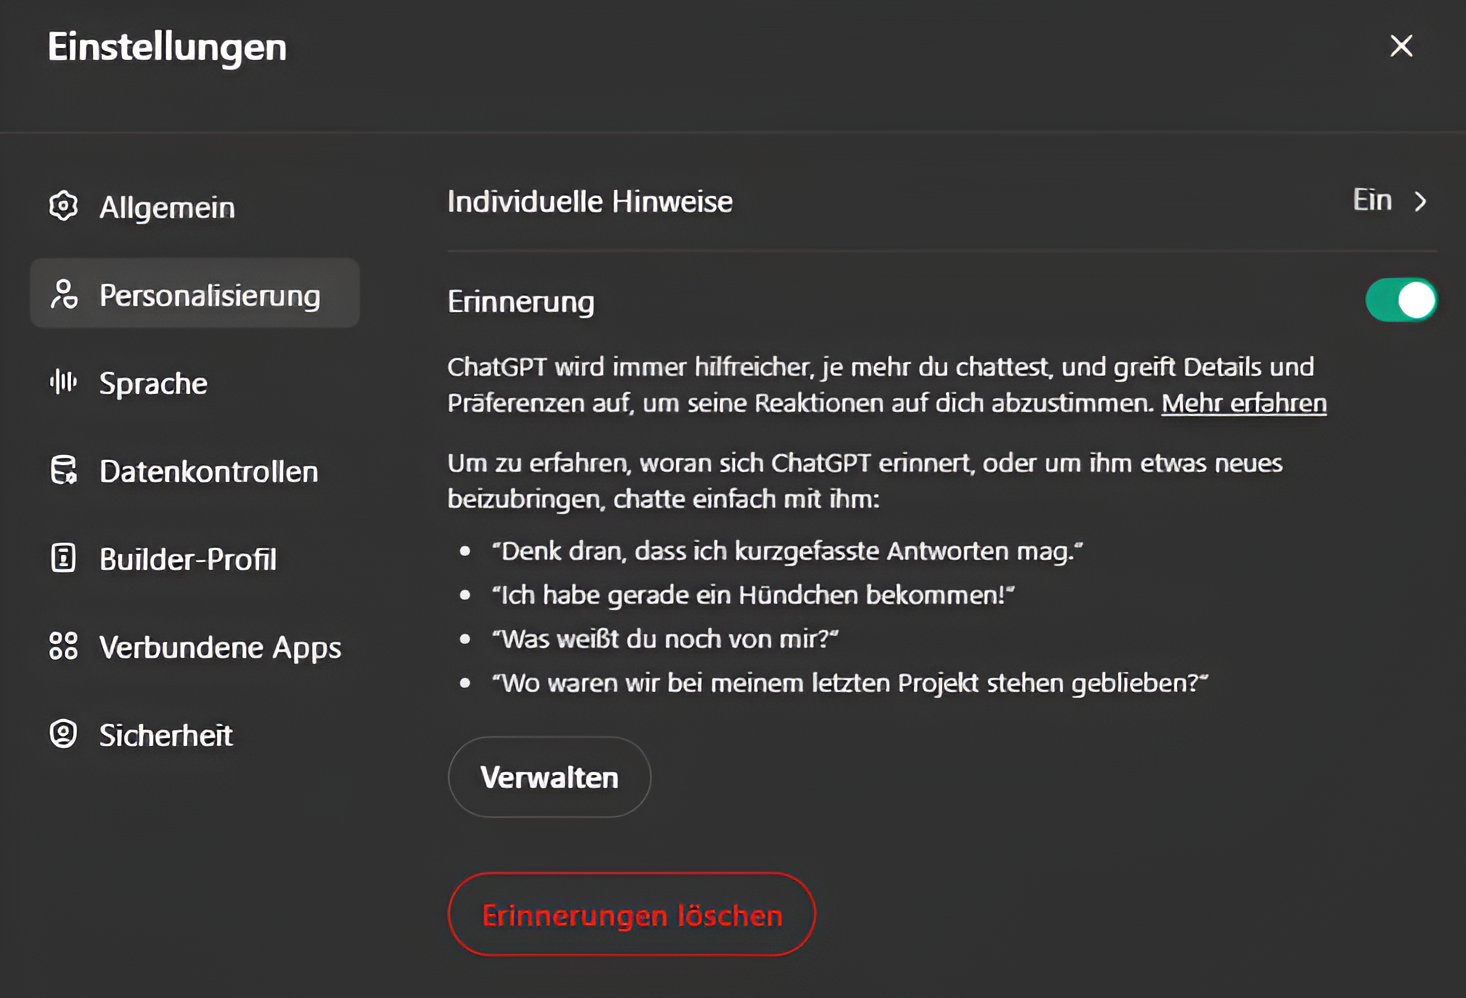 Einstellungen
Allgemein
Personalisierung
Sprache
Datenkontrollen
Builder-Profil
Verbundene Apps
Sicherheit
Individuelle Hinweise
Ein
Erinnerung
ChatGPT wird immer hilfreicher, je mehr du chattest, und greift Details und
Präferenzen auf, um seine Reaktionen auf dich abzustimmen. Mehr erfahren
Um zu erfahren, woran sich ChatGPT erinnert, oder um ihm etwas neues
beizubringen, chatte einfach mit ihm:
• “Denk dran, dass ich kurzgefasste Antworten mag.“
• “Ich habe gerade ein Hündchen bekommen!“
• “Was weißt du noch von mir?“
• “Wo waren wir bei meinem letzten Projekt stehen geblieben?“
Verwalten
Erinnerungen löschen